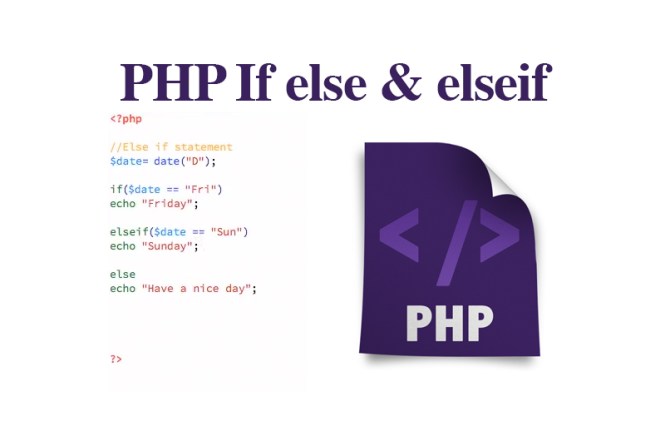 PHP If else & elseif
<?php
//Else if statement
$date= date("D");
if($date == "Fri")
echo "Friday";
elseif($date == "Sun")
echo "Sunday";
else
echo "Have a nice day";
?>
</>
PHP